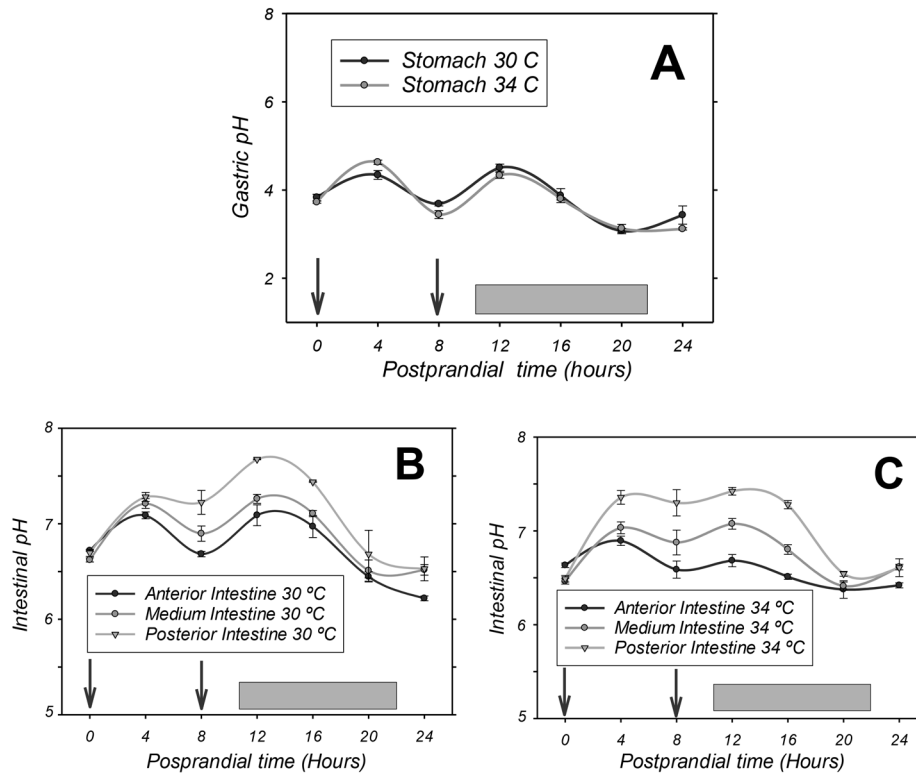 A
Stomach 30 C
Stomach 34 C
8
6
4
2
Gastric pH
0 4 8 12 16 20 24
Postprandial time (hours)
B
8
7
6
5
Intestinal pH
Anterior Intestine 30 ºC
Medium Intestine 30 ºC
Posterior Intestine 30 ºC
0 4 8 12 16 20 24
Posprandial time (Hours)
C
8
7
6
5
Intestinal pH
Anterior Intestine 34 ºC
Medium Intestine 34 ºC
Posterior Intestine 34 ºC
0 4 8 12 16 20 24
Postprandial time (Hours)